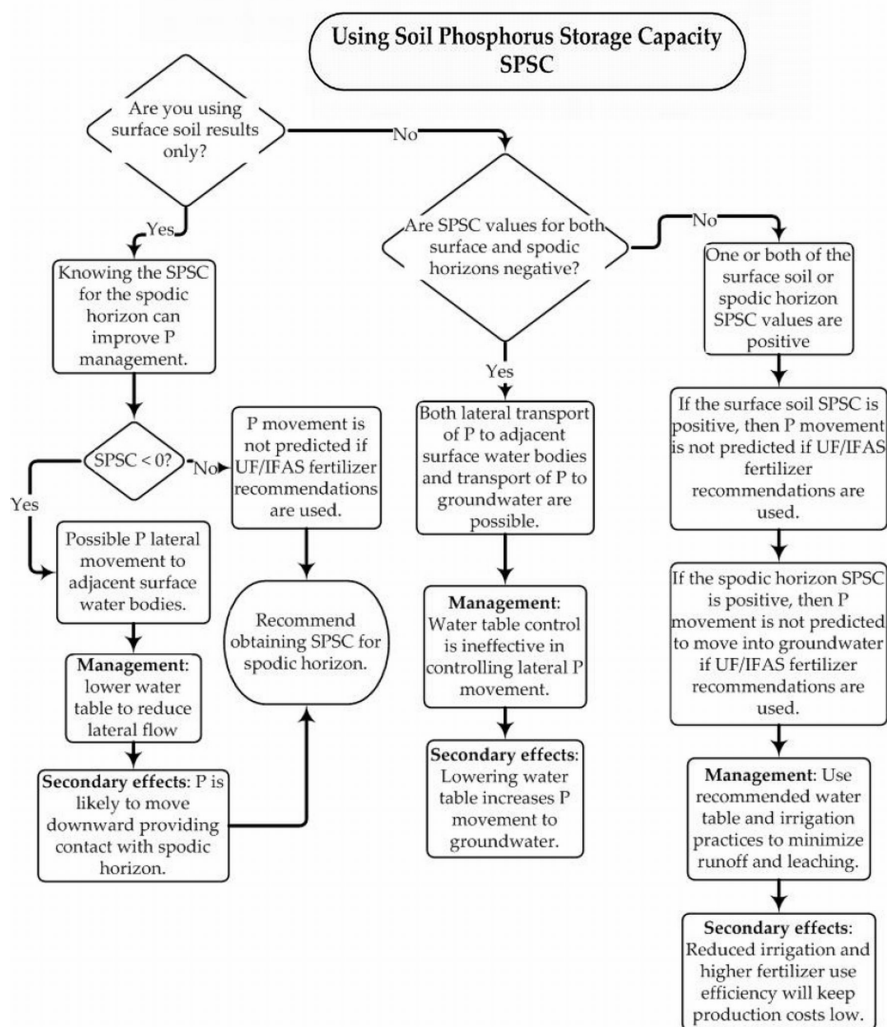 Using Soil Phosphorus Storage Capacity
SPSC
Are you using
surface soil results
only?
No
Yes
Knowing the SPSC
for the spodic
horizon can
improve P
management.
SPSC < 0?
No
Yes
P movement is
not predicted if
UF/IFAS fertilizer
recommendations
are used.
Possible P lateral
movement to
adjacent surface
water bodies.
Management:
lower water
table to reduce
lateral flow
Secondary effects: P is
likely to move
downward providing
contact with spodic
horizon.
Recommend
obtaining SPSC for
spodic horizon.
Are SPSC values for both
surface and spodic
horizons negative?
No
Yes
Both lateral transport
of P to adjacent
surface water bodies
and transport of P to
groundwater are
possible.
Management:
Water table control
is ineffective in
controlling lateral P
movement.
Secondary effects:
Lowering water
table increases P
movement to
groundwater.
One or both of the
surface soil or
spodic horizon
SPSC values are
positive
If the surface soil SPSC is
positive, then P movement
is not predicted if UF/IFAS
fertilizer
recommendations are
used.
If the spodic horizon SPSC
is positive, then P
movement is not predicted
to move into groundwater
if UF/IFAS fertilizer
recommendations are
used.
Management: Use
recommended water
table and irrigation
practices to minimize
runoff and leaching.
Secondary effects:
Reduced irrigation and
higher fertilizer use
efficiency will keep
production costs low.